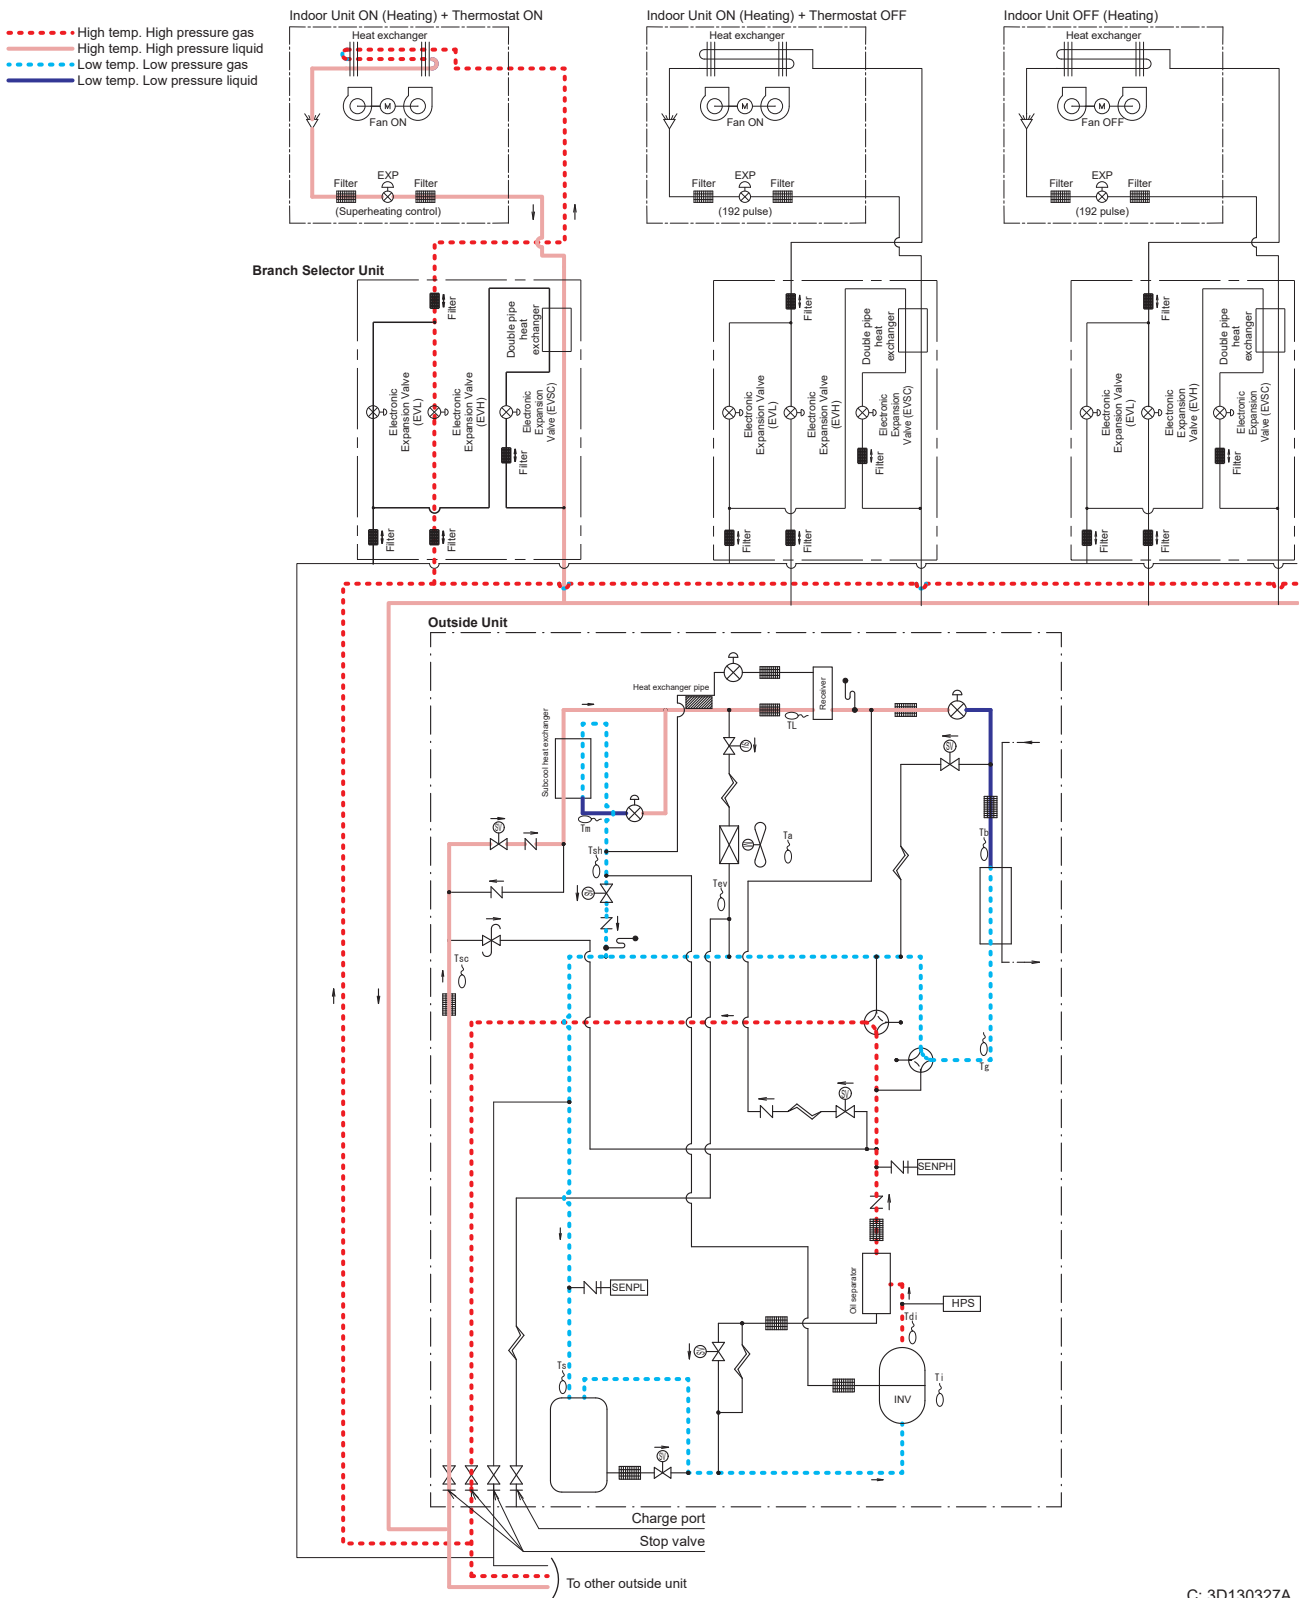 Indoor Unit ON (Heating) + Thermostat ON
Indoor Unit ON (Heating) + Thermostat OFF
Indoor Unit OFF (Heating)
High temp. High pressure gas
High temp. High pressure liquid
Low temp. Low pressure gas
Low temp. Low pressure liquid
Heat exchanger
M
Fan ON
EXP
Filter
Filter
(Superheating control)
Heat exchanger
M
Fan ON
EXP
Filter
Filter
(192 pulse)
Heat exchanger
M
Fan OFF
EXP
Filter
Filter
(192 pulse)
Branch Selector Unit
Filter
Double pipe
heat
exchanger
Electronic
Expansion Valve
(EVL)
Electronic
Expansion Valve
(EVH)
Electronic
Expansion
Valve (EVSC)
Filter
Filter
Filter
Filter
Double pipe
heat
exchanger
Electronic
Expansion Valve
(EVL)
Electronic
Expansion Valve
(EVH)
Electronic
Expansion
Valve (EVSC)
Filter
Filter
Filter
Filter
Double pipe
heat
exchanger
Electronic
Expansion Valve
(EVL)
Electronic
Expansion
Valve (EVH)
Electronic
Expansion
Valve (EVSC)
Filter
Filter
Filter
Outside Unit
Heat exchanger pipe
Receiver
TL
Subcool heat exchanger
SV
SV
Tm
SV
Tsh
Ta
Tb
Tev
SV
Tsc
Tg
SV
SENPH
Oil separator
SENPL
HPS
Tdi
SV
Ts
Ti
INV
SV
Charge port
Stop valve
To other outside unit
C: 3D130327A